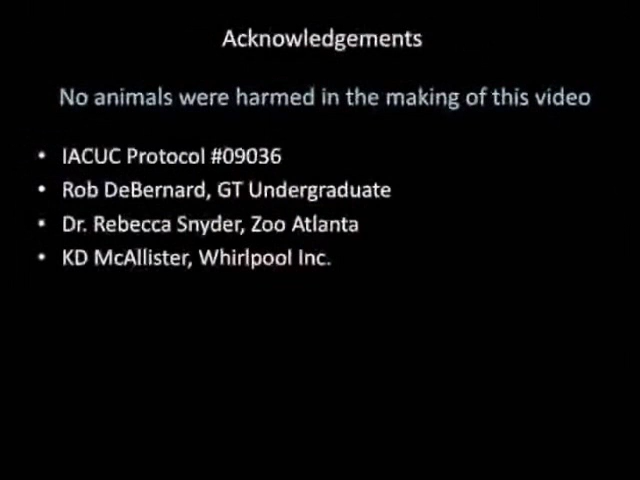 Acknowledgements
No animals were harmed in the making of this video
• IACUC Protocol #09036
• Rob DeBernard, GT Undergraduate
• Dr. Rebecca Snyder, Zoo Atlanta
• KD McAllister, Whirlpool Inc.